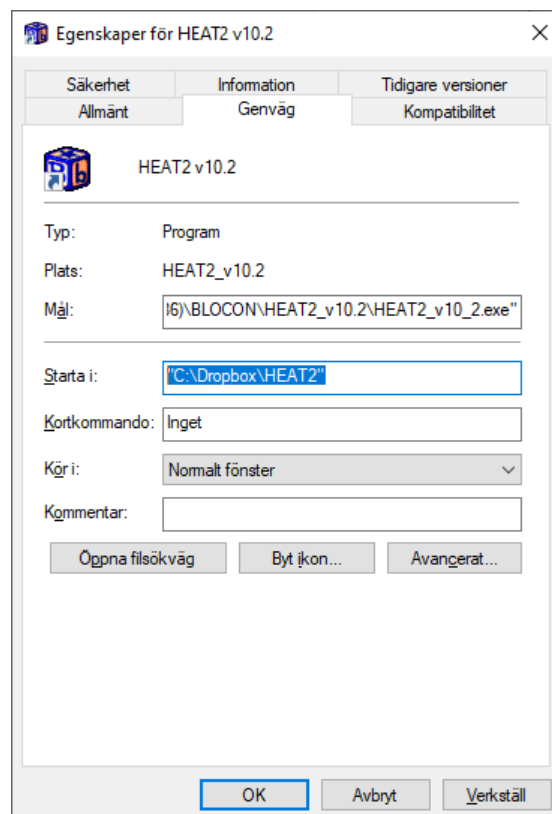 Egenskaper för HEAT2 v10.2
Säkerhet Information Tidigare versioner
Allmänt Genväg Kompatibilitet
HEAT2 v10.2
Typ: Program
Plats: HEAT2_v10.2
Mål: 36)\BLOCON\HEAT2_v10.2\HEAT2_v10_2.exe"
Starta i: "C:\Dropbox\HEAT2"
Kortkommando: Inget
Kör i: Normalt fönster
Kommentar:
Öppna filsökväg Byt ikon... Avancerat...
OK Avbryt Verkställ